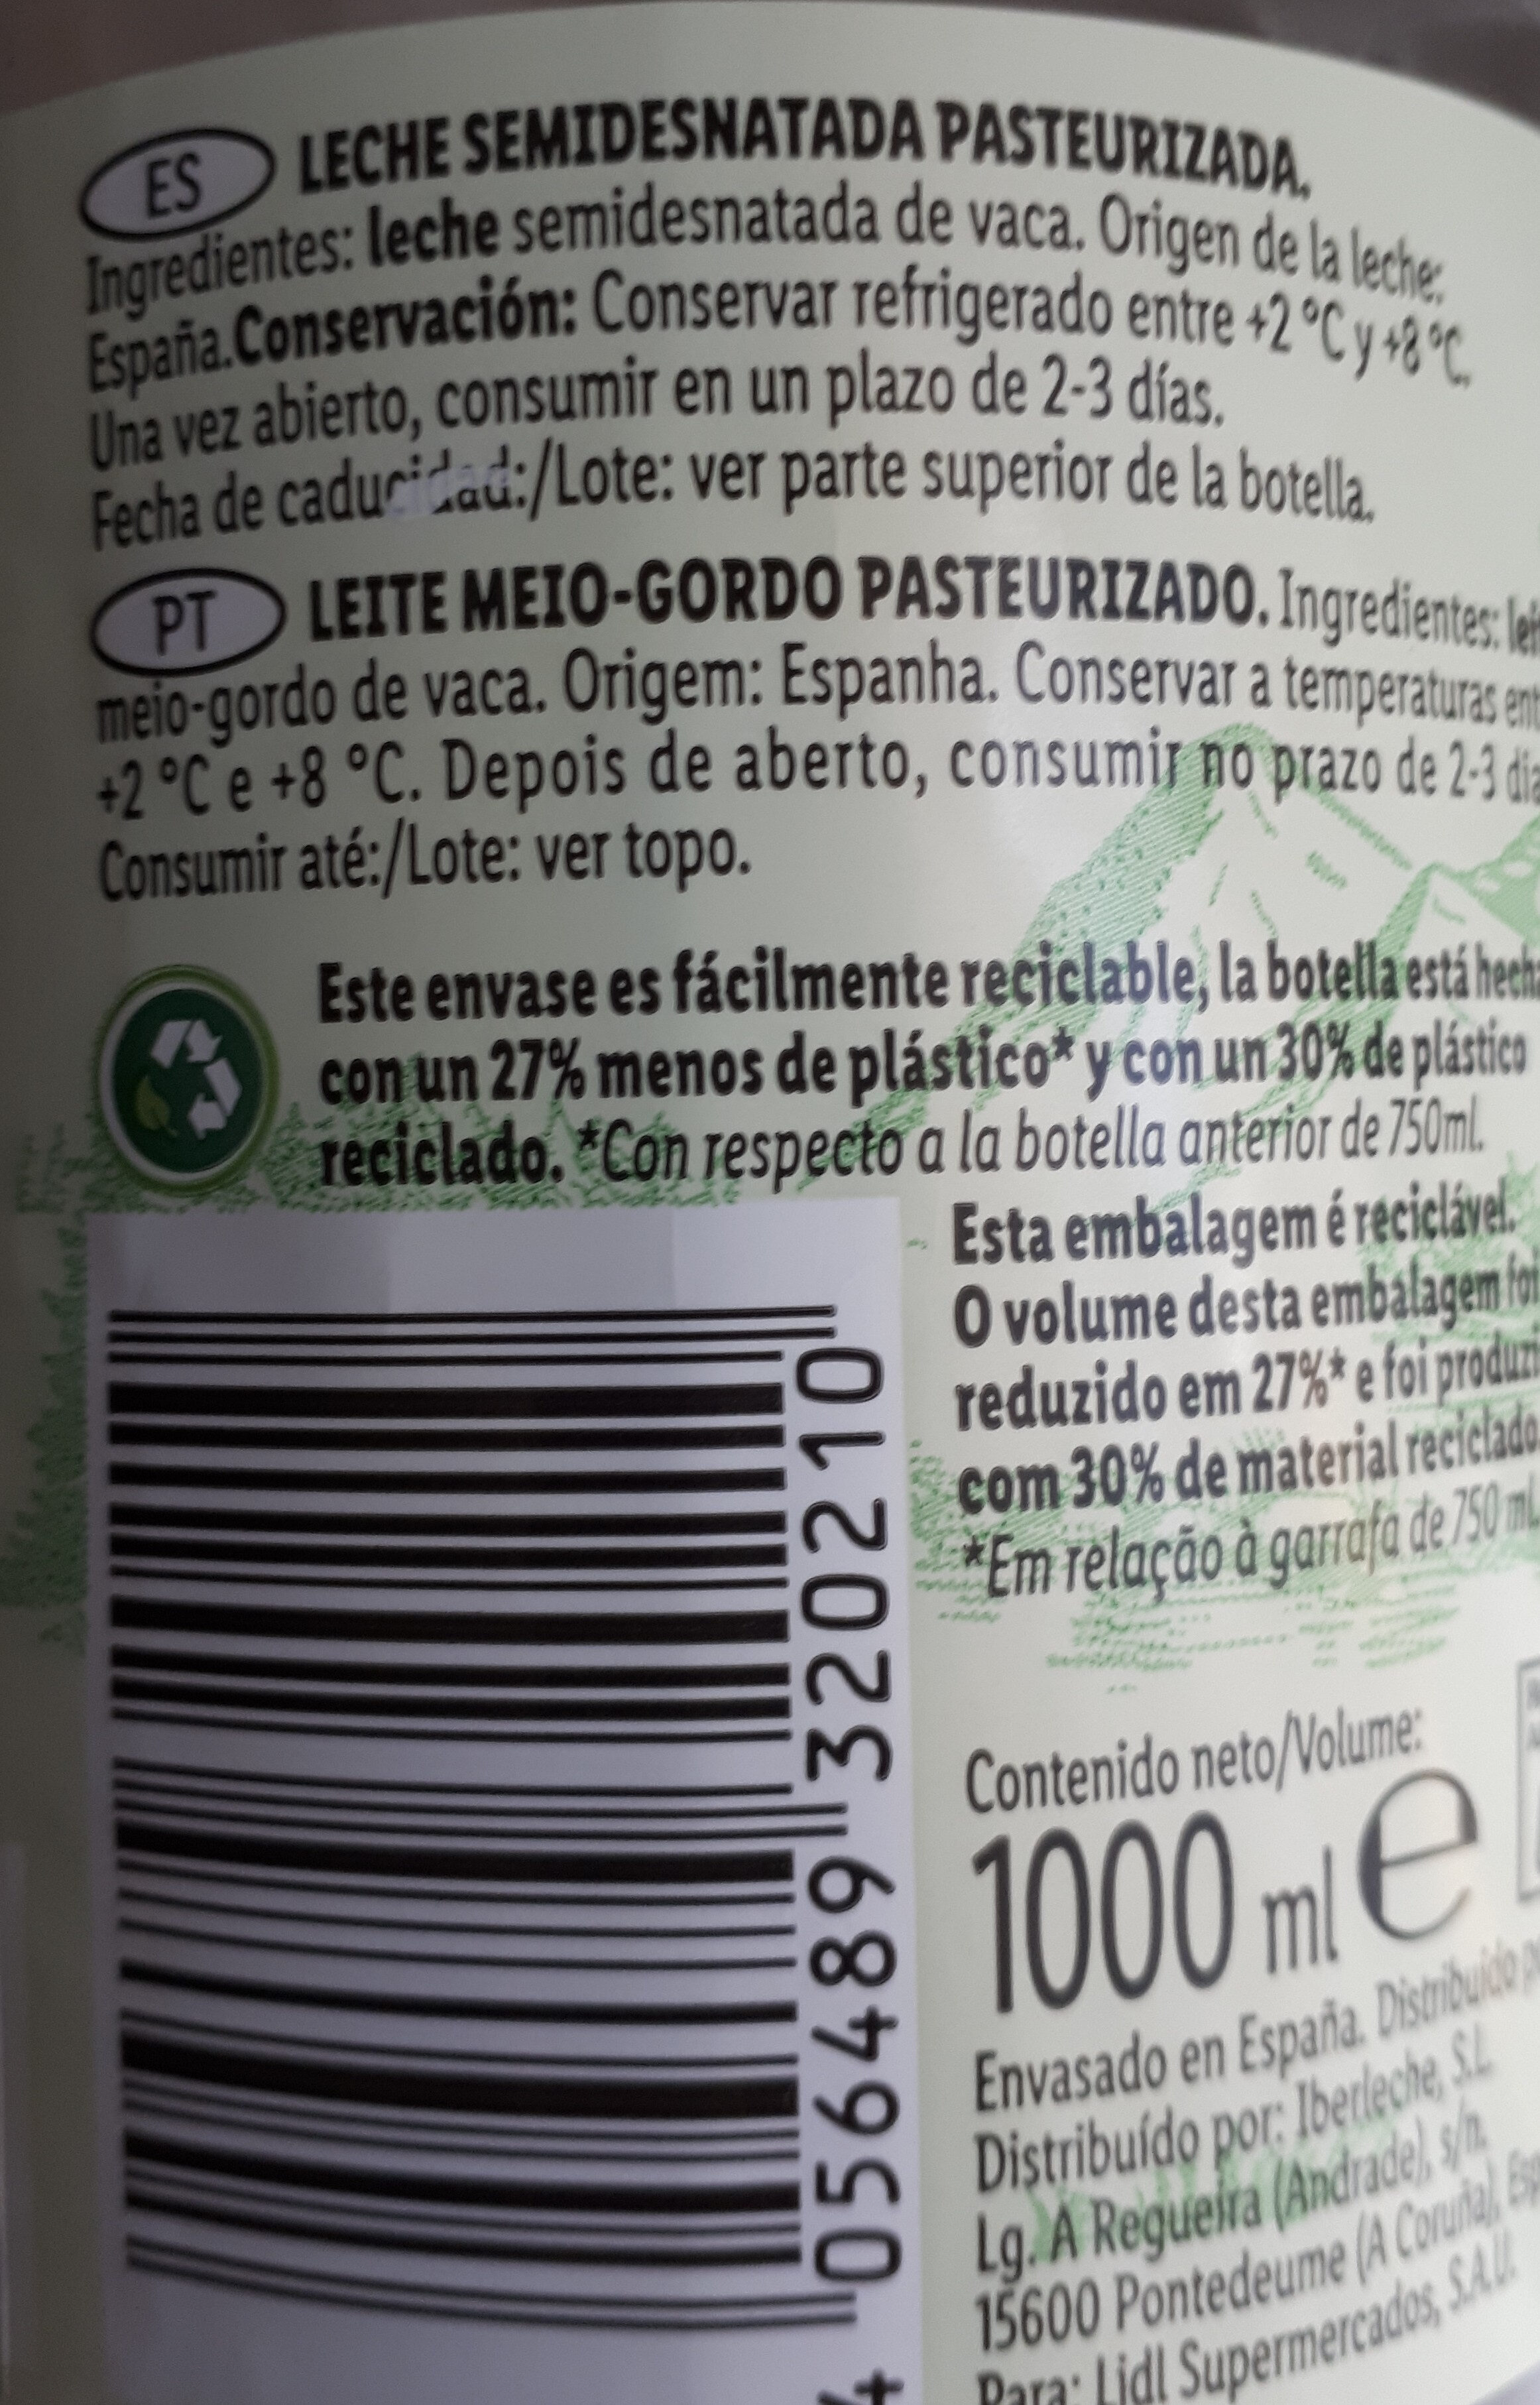 ES LECHE SEMIDESNATADA PASTEURIZADA.
Ingredientes: leche semidesnatada de vaca. Origen de la leche:
España.Conservación: Conservar refrigerado entre +2 °C y +8 °C.
Una vez abierto, consumir en un plazo de 2-3 días.
Fecha de caducidad:/Lote: ver parte superior de la botella.
PT LEITE MEIO-GORDO PASTEURIZADO. Ingredientes:
meio-gordo de vaca. Origem: Espanha. Conservar a temperaturas
+2 °C e +8 °C. Depois de aberto, consumir no prazo de 2-3
Consumir até:/Lote: ver topo.
Este envase es fácilmente reciclable, la botella está
con un 27% menos de plástico* y con un 30% de plástico
reciclado. *Con respecto a la botella anterior de 750ml.
Esta embalagem é reciclável.
O volume desta embalagem foi
reduzido em 27%* e foi
com 30% de material reciclado.
*Em relação à garrafa de 750 ml.
4 056489 320210
Contenido neto/Volume:
1000 ml e
Envasado en España. Distribuido
Distribuído por: Iberleche, S.L.
Lg. A Regueira (Andrade), s/n.
15600 Pontedeume (A Coruña),
Para: Lidl Supermercados, S.A.U.